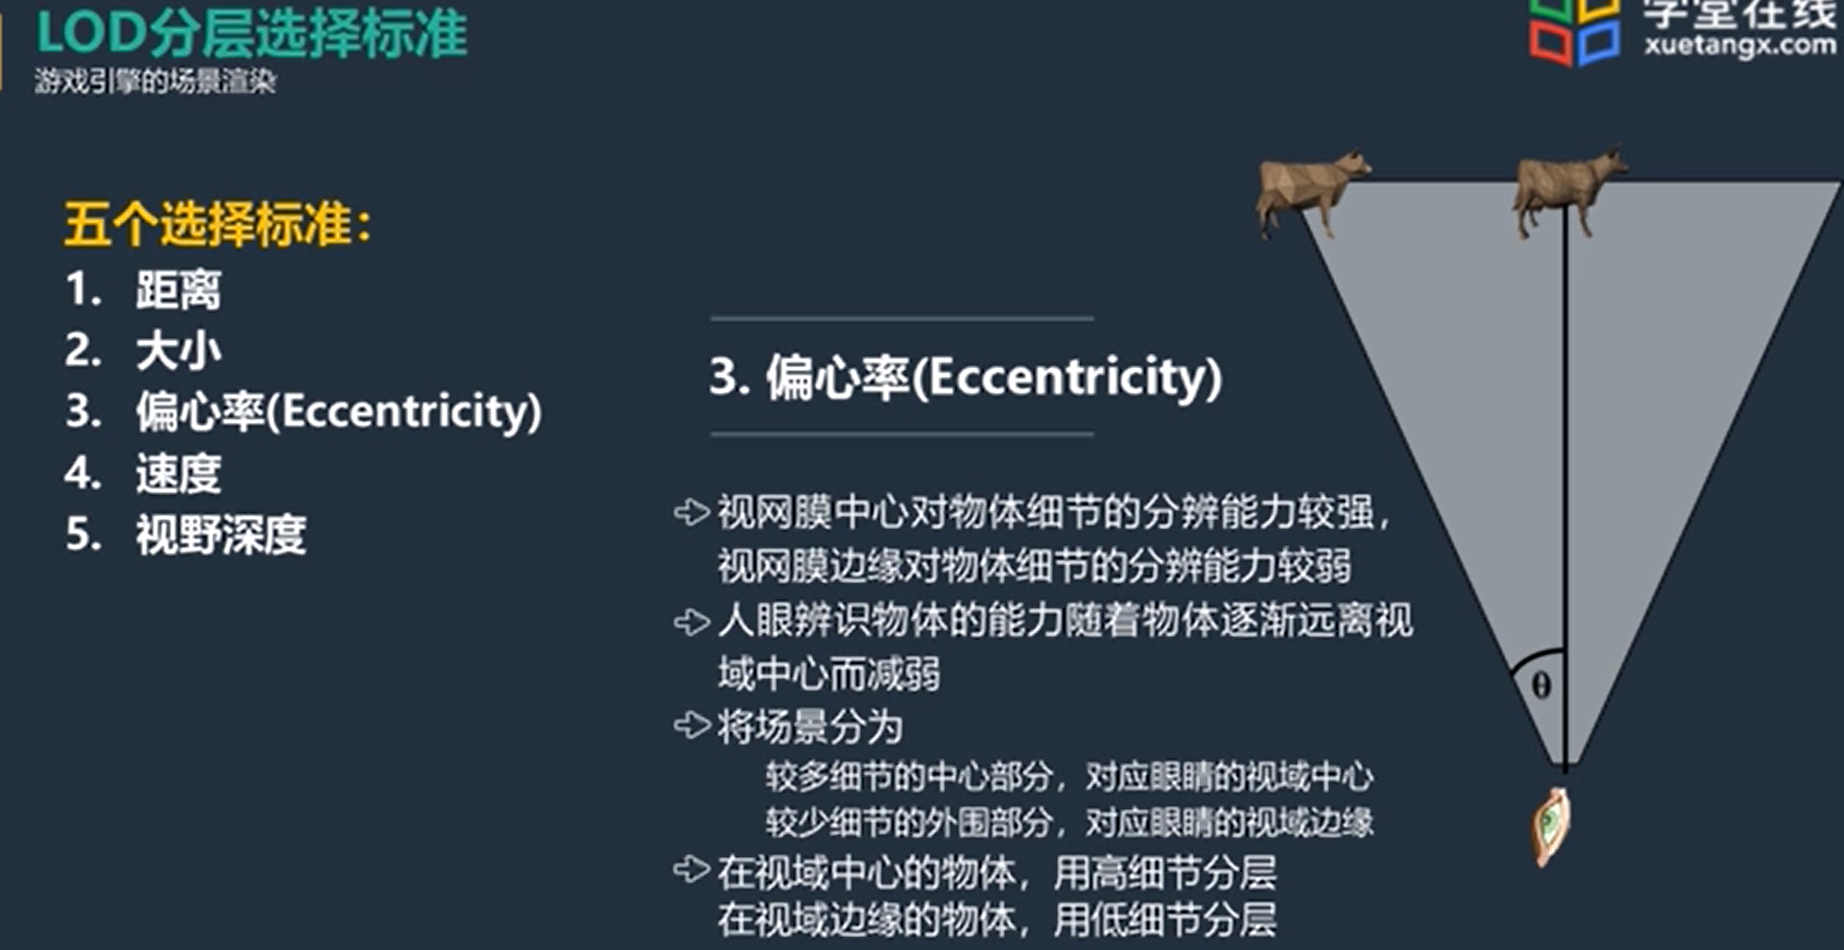 LOD分层选择标准
游戏引擎的场景渲染
学堂在线
xuetangx.com
五个选择标准：
1. 距离
2. 大小
3. 偏心率(Eccentricity)
4. 速度
5. 视野深度
3. 偏心率(Eccentricity)
视网膜中心对物体细节的分辨能力较强，
视网膜边缘对物体细节的分辨能力较弱
人眼辨识物体的能力随着物体逐渐远离视
域中心而减弱
将场景分为
较多细节的中心部分，对应眼睛的视域中心
较少细节的外围部分，对应眼睛的视域边缘
在视域中心的物体，用高细节分层
在视域边缘的物体，用低细节分层
θ